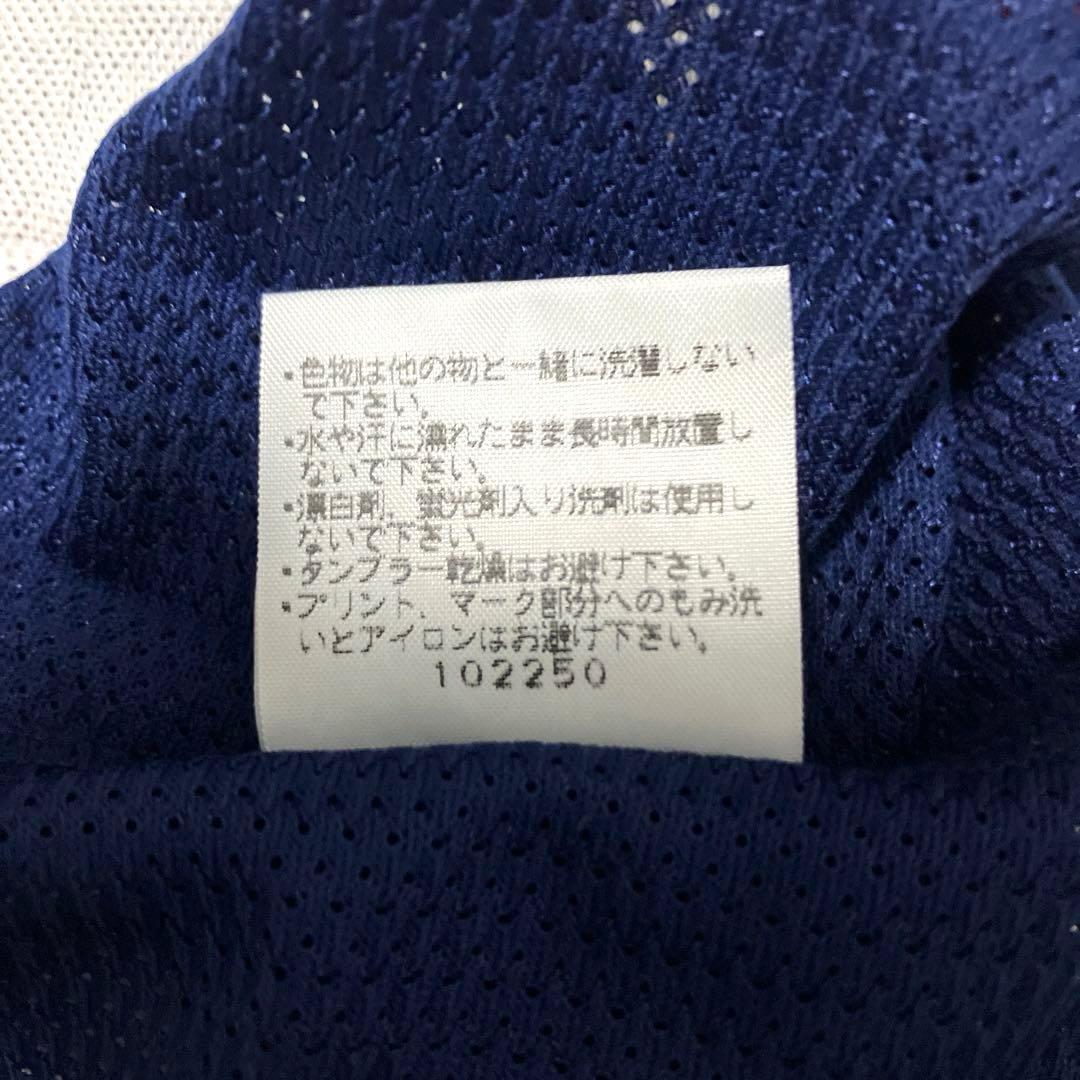 ・色物は他の物と一緒に洗濯しない
で下さい。
・水や汗に濡れたまま長時間放置し
ないで下さい。
・漂白剤、蛍光剤入り洗剤は使用し
ないで下さい。
・タンブラー乾燥はお避け下さい。
・プリント、マーク部分へのもみ洗
いとアイロンはお避け下さい。
102250